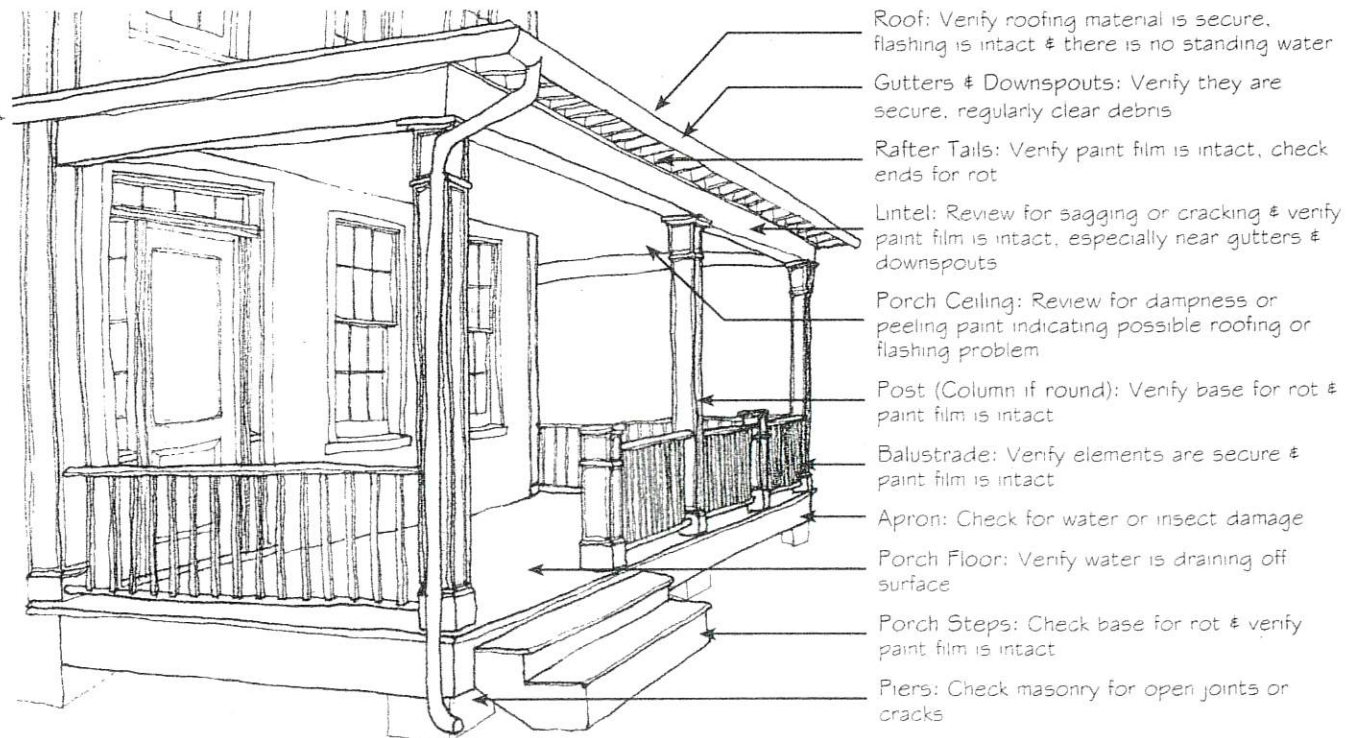 Roof: Verify roofing material is secure,
flashing is intact & there is no standing water
Gutters & Downspouts: Verify they are
secure, regularly clear debris
Rafter Tails: Verify paint film is intact, check
ends for rot
Lintel: Review for sagging or cracking & verify
paint film is intact, especially near gutters &
downspouts
Porch Ceiling: Review for dampness or
peeling paint indicating possible roofing or
flashing problem
Post (Column if round): Verify base for rot &
paint film is intact
Balustrade: Verify elements are secure &
paint film is intact
Apron: Check for water or insect damage
Porch Floor: Verify water is draining off
surface
Porch Steps: Check base for rot & verify
paint film is intact
Piers: Check masonry for open joints or
cracks